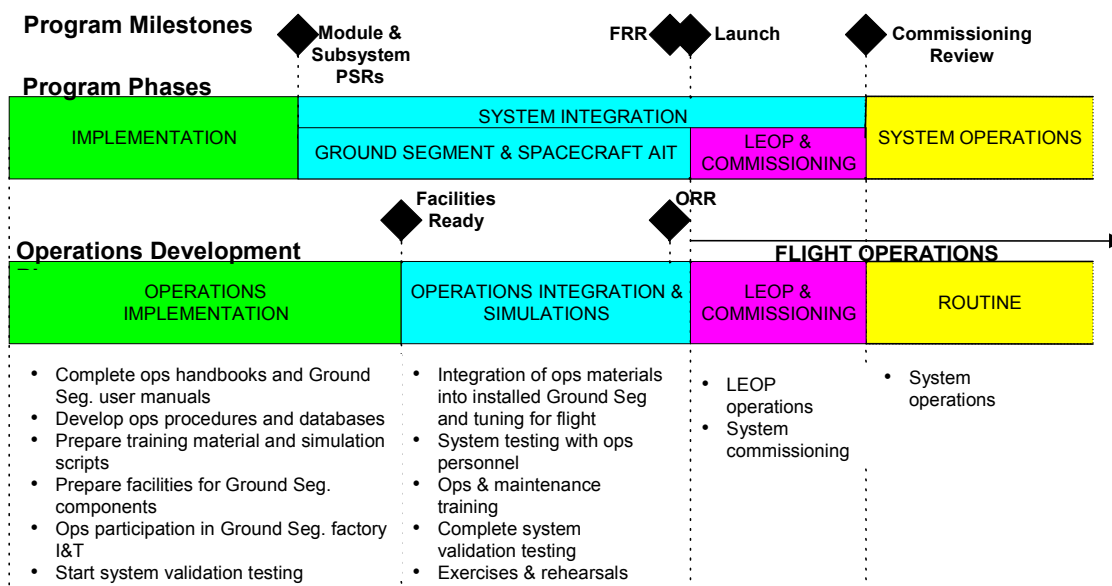 Program Milestones
Module &
Subsystem
PSRs
FRR
Launch
Commissioning
Review
Program Phases
IMPLEMENTATION
SYSTEM INTEGRATION
GROUND SEGMENT & SPACECRAFT AIT
LEOP &
COMMISSIONING
SYSTEM OPERATIONS
Facilities
Ready
ORR
Operations Development
FLIGHT OPERATIONS
OPERATIONS
IMPLEMENTATION
OPERATIONS INTEGRATION &
SIMULATIONS
LEOP &
COMMISSIONING
ROUTINE
• Complete ops handbooks and Ground
Seg. user manuals
• Develop ops procedures and databases
• Prepare training material and simulation
scripts
• Prepare facilities for Ground Seg.
components
• Ops participation in Ground Seg. factory
I&T
• Start system validation testing
• Integration of ops materials
into installed Ground Seg
and tuning for flight
• System testing with ops
personnel
• Ops & maintenance
training
• Complete system
validation testing
• Exercises & rehearsals
• LEOP
operations
• System
commissioning
• System
operations